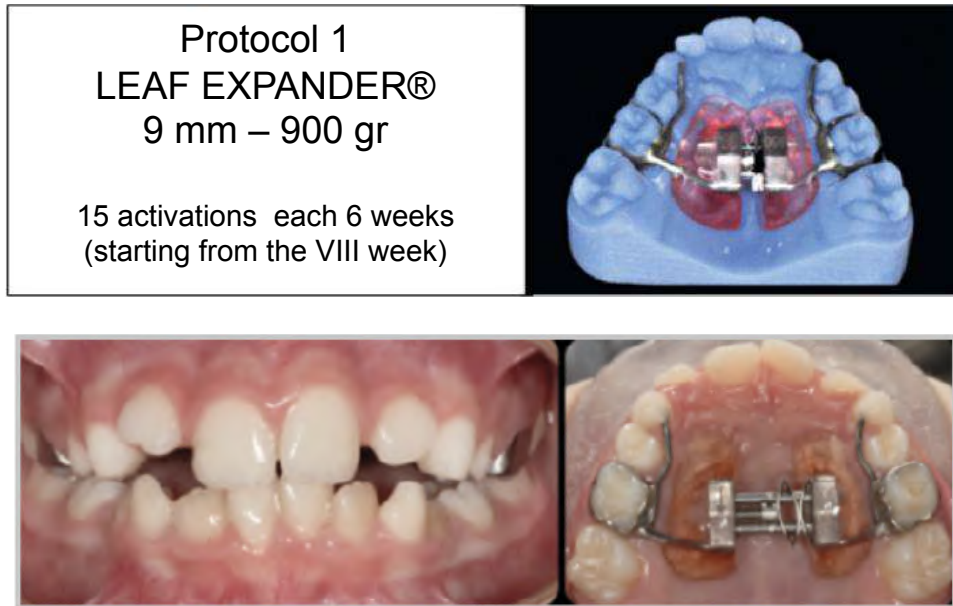 Protocol 1
LEAF EXPANDER®
9 mm – 900 gr
15 activations each 6 weeks
(starting from the VIII week)